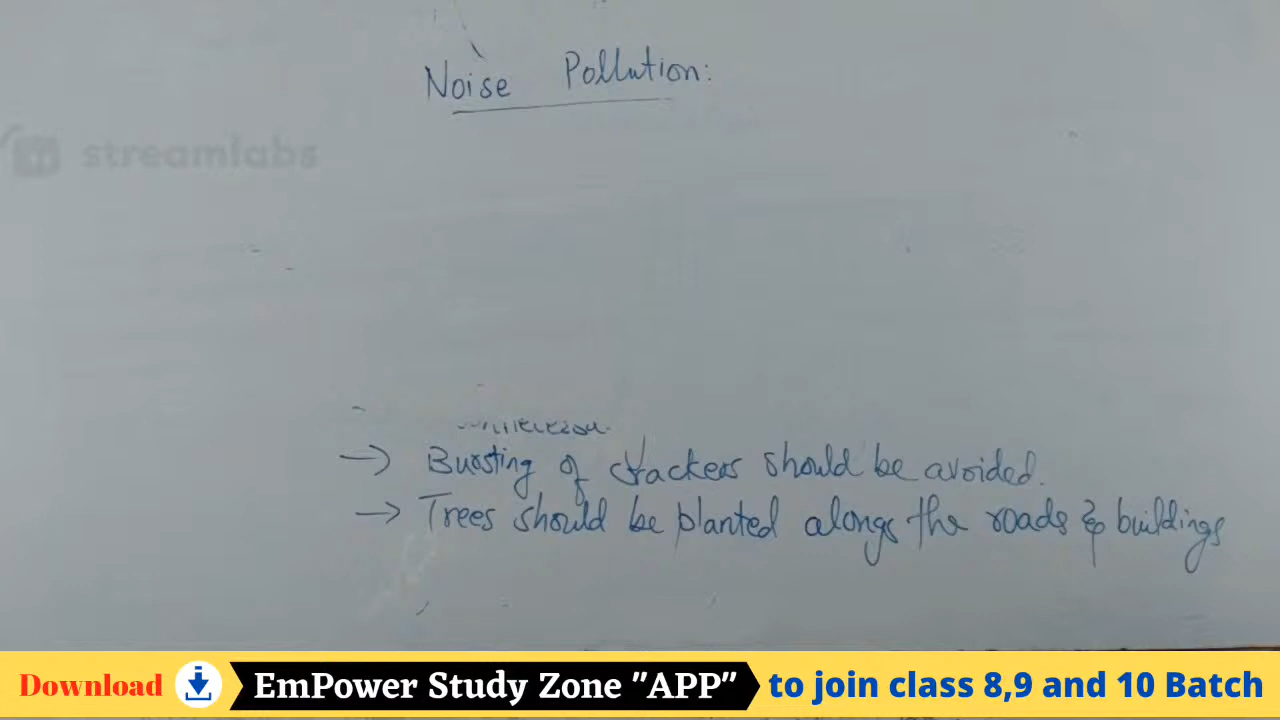 Noise Pollution:
streamlabs
→ Bursting of crackers should be avoided.
→ Trees should be planted alongs the roads & buildings
Download EmPower Study Zone "APP" to join class 8,9 and 10 Batch